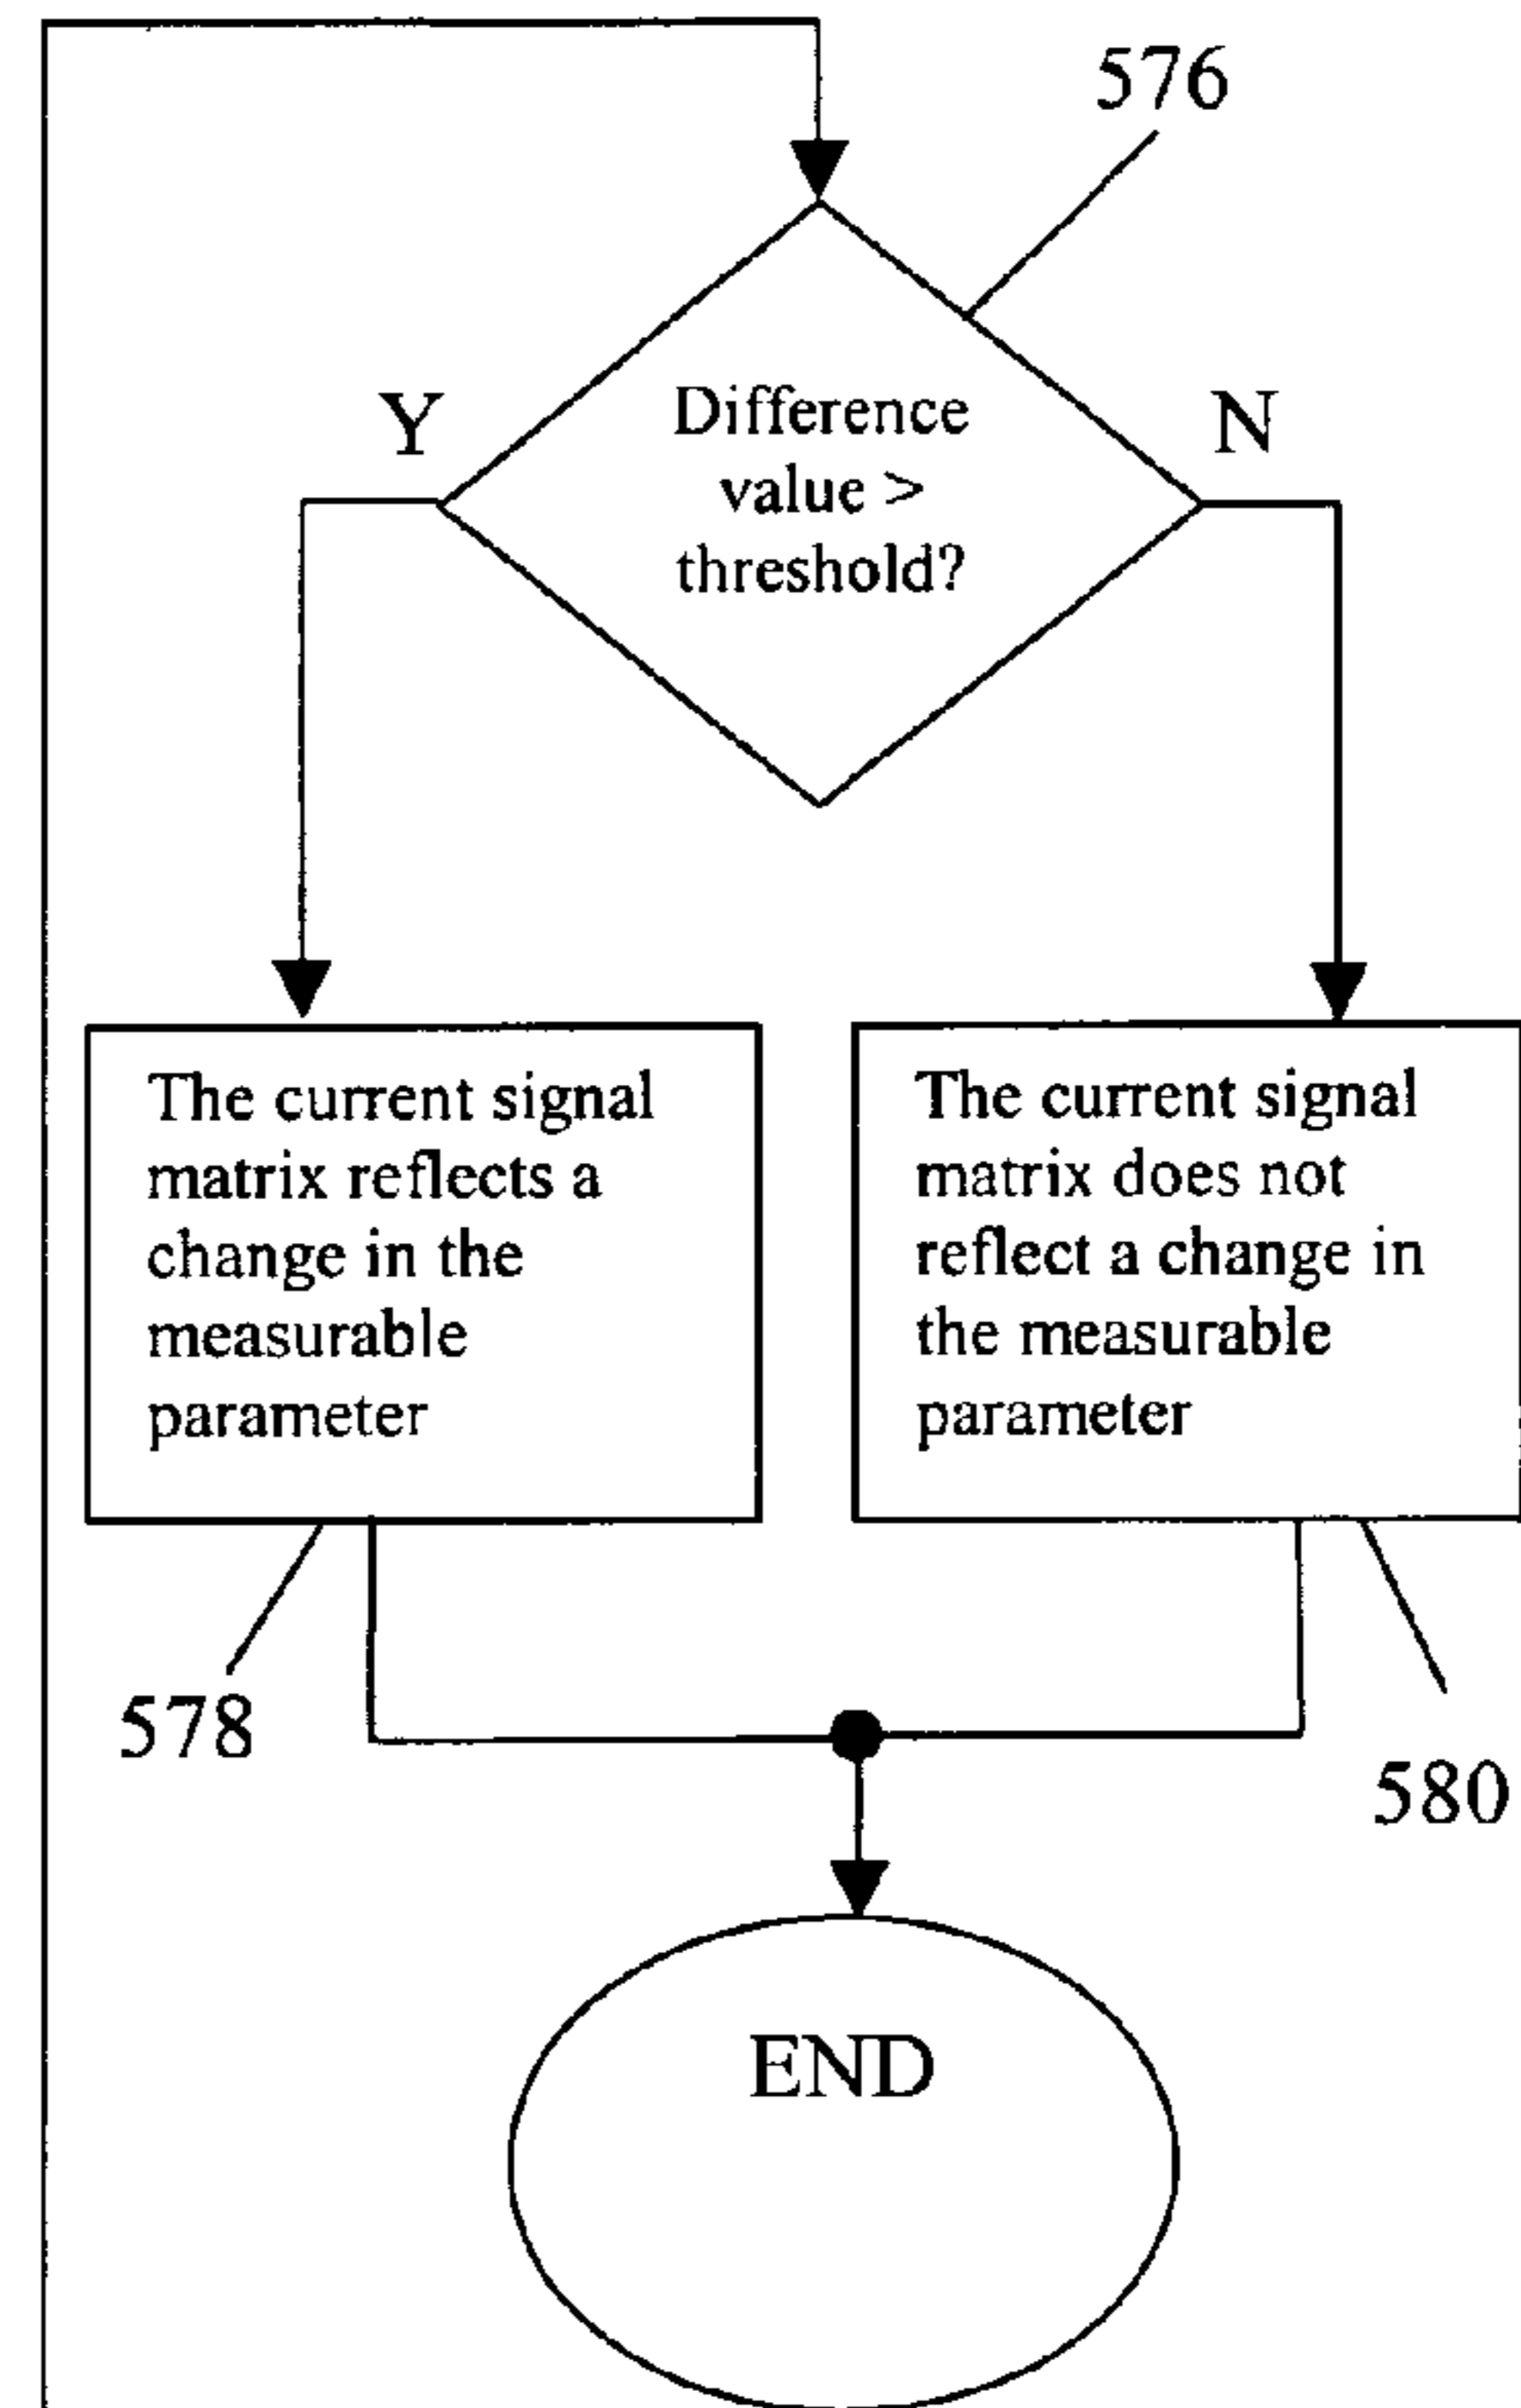 576
Y
Difference
value >
threshold?
N
The current signal
matrix reflects a
change in the
measurable
parameter
The current signal
matrix does not
reflect a change in
the measurable
parameter
578
580
END